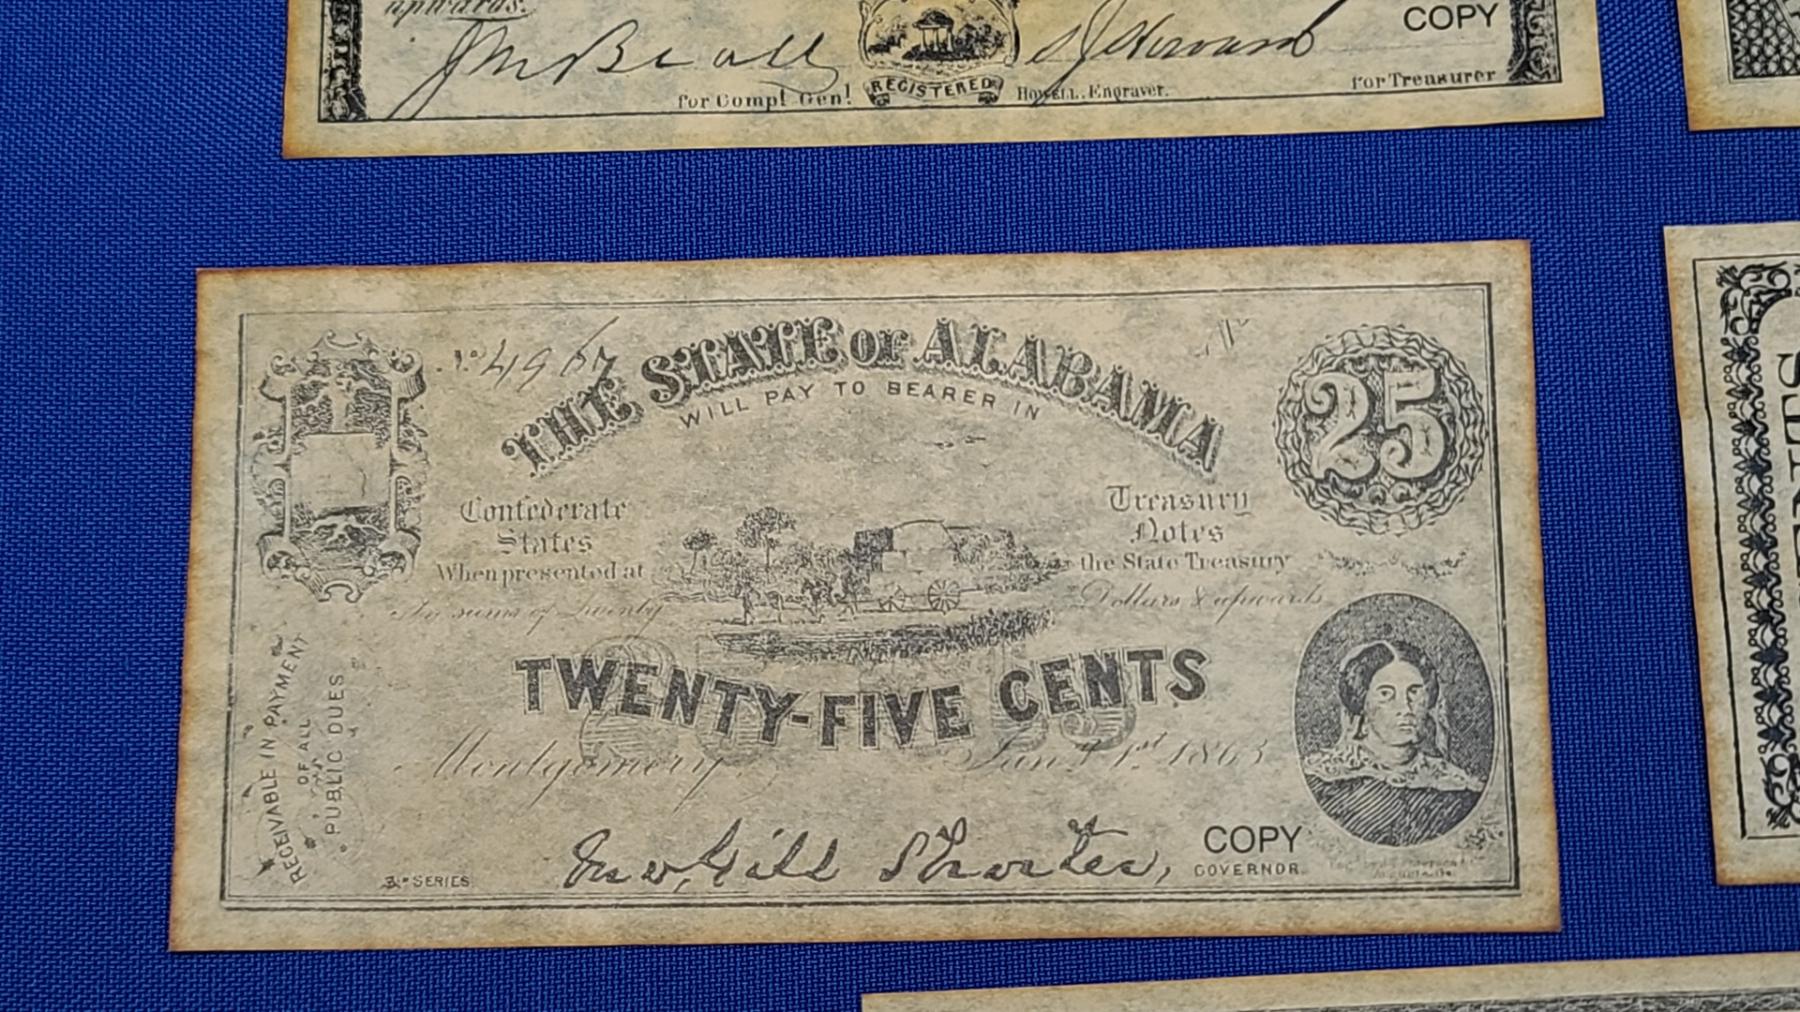 upwards.
COPY
for Compt. Genl
REGISTERED
HOWELL, Engraver.
for Treasurer
No 4967
THE STATE OF ALABAMA
WILL PAY TO BEARER IN
25
Confederate
States
Treasury
Notes
When presented at
the State Treasury
In sums of Twenty
Dollars & upwards
TWENTY-FIVE CENTS
RECEIVABLE IN PAYMENT
OF ALL
PUBLIC DUES
Montgomery
Jany 1st 1863
Jno, Gill Shorter,
COPY
GOVERNOR.
3rd SERIES